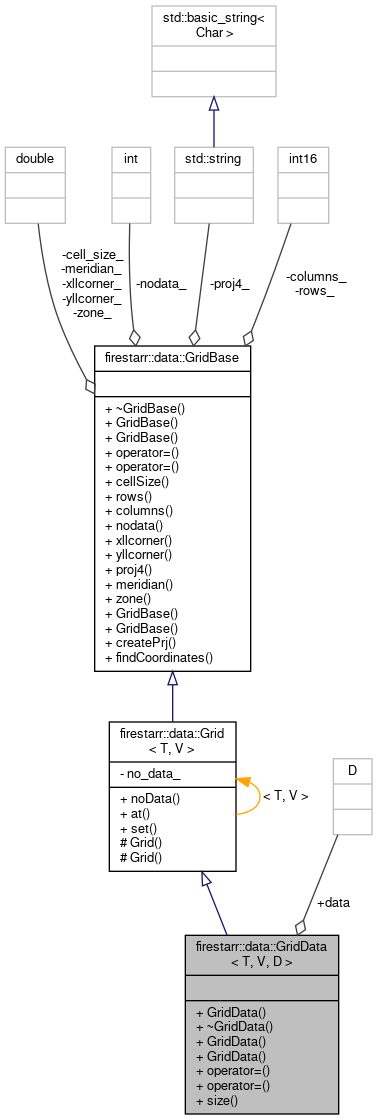 std::basic_string<
Char >
double
int
std::string
int16
-cell_size_
-meridian_
-xllcorner_
-yllcorner_
-zone_
-nodata_
-proj4_
-columns_
-rows_
firestarr::data::GridBase
+ ~GridBase()
+ GridBase()
+ GridBase()
+ operator=()
+ operator=()
+ cellSize()
+ rows()
+ columns()
+ nodata()
+ xllcorner()
+ yllcorner()
+ proj4()
+ meridian()
+ zone()
+ GridBase()
+ GridBase()
+ createPrj()
+ findCoordinates()
firestarr::data::Grid
< T, V >
- no_data_
+ noData()
+ at()
+ set()
# Grid()
# Grid()
< T, V >
D
+data
firestarr::data::GridData
< T, V, D >
+ GridData()
+ ~GridData()
+ GridData()
+ GridData()
+ operator=()
+ operator=()
+ size()